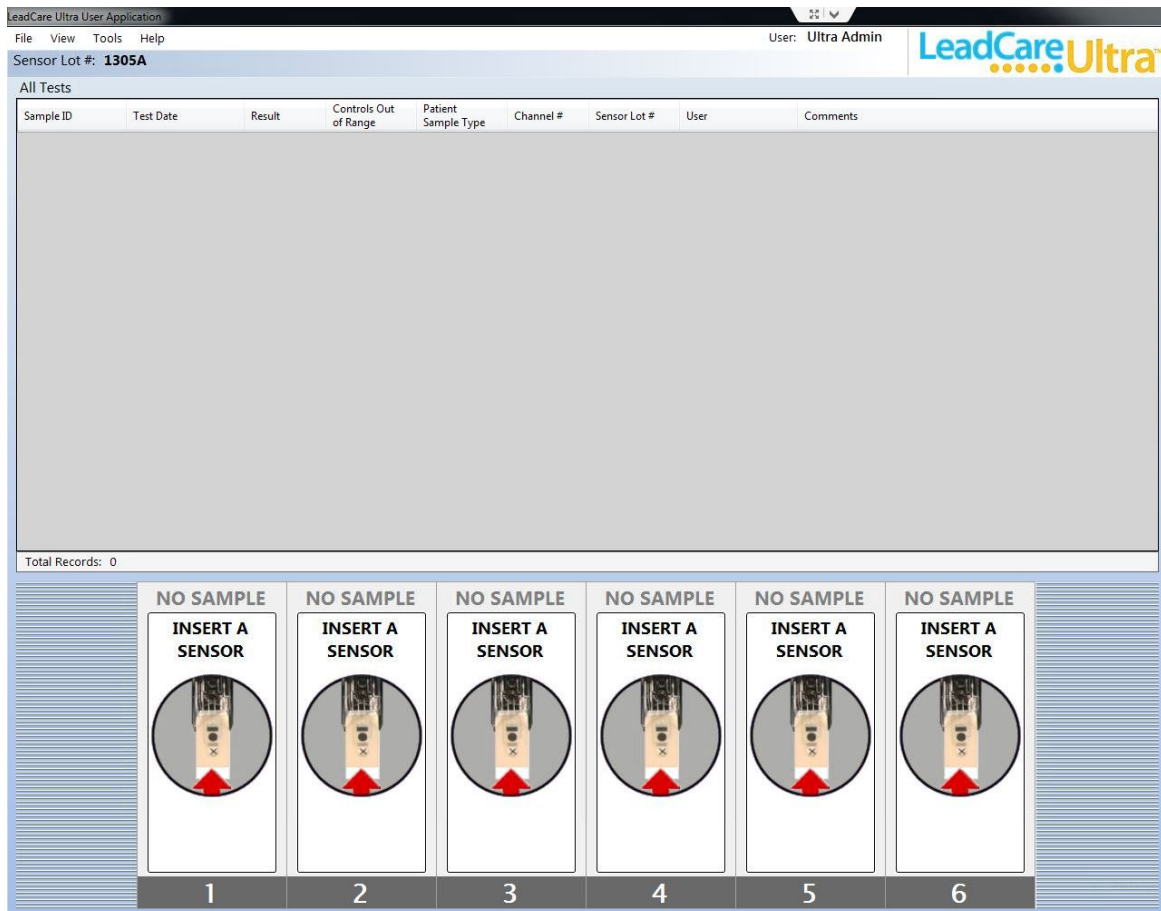 LeadCare Ultra User Application
File View Tools Help
User: Ultra Admin
LeadCare Ultra™
Sensor Lot #: 1305A
All Tests
Sample ID Test Date Result Controls Out of Range Patient Sample Type Channel # Sensor Lot # User Comments
Total Records: 0
NO SAMPLE NO SAMPLE NO SAMPLE NO SAMPLE NO SAMPLE NO SAMPLE
INSERT A INSERT A INSERT A INSERT A INSERT A INSERT A
SENSOR SENSOR SENSOR SENSOR SENSOR SENSOR
1 2 3 4 5 6